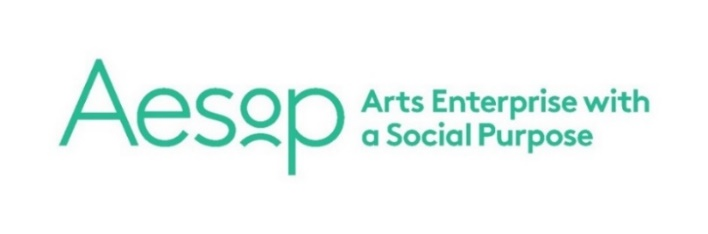 Aesop
Arts Enterprise with
a Social Purpose